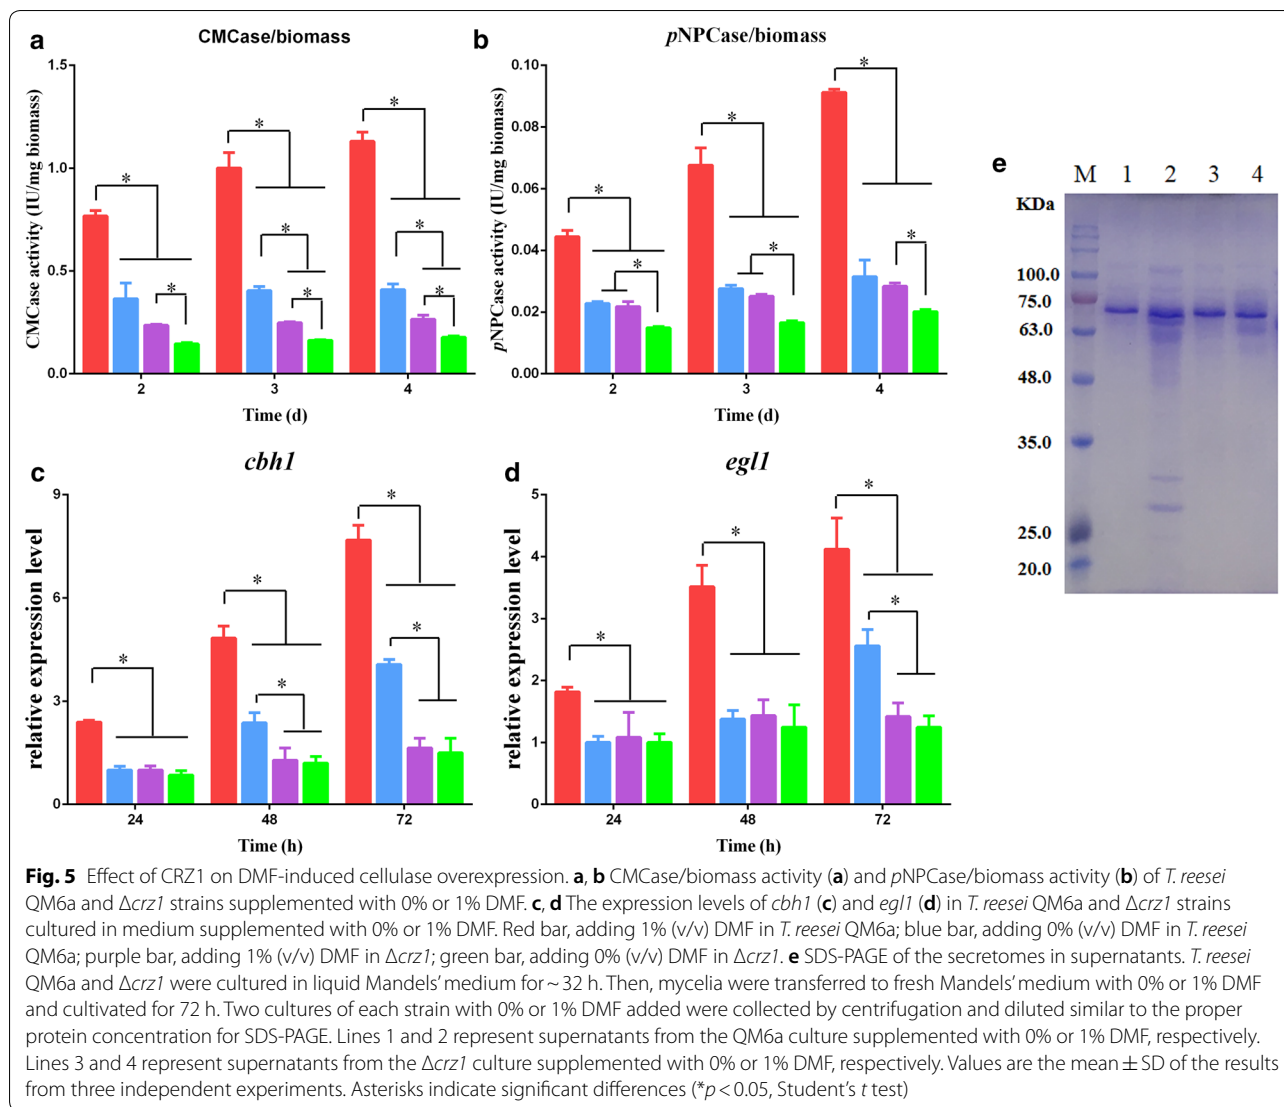 a
CMCase/biomass
CMCase activity (IU/mg biomass)
1.5
1.0
0.5
0.0
*
*
*
*
*
*
*
*
2
3
4
Time (d)
b
pNPCase/biomass
pNPCase activity (IU/mg biomass)
0.10
0.08
0.06
0.04
0.02
0.00
*
*
*
*
*
*
2
3
4
Time (d)
c
cbh1
relative expression level
9
6
3
0
*
*
*
*
*
24
48
72
Time (h)
d
egl1
relative expression level
5
4
3
2
1
0
*
*
*
*
24
48
72
Time (h)
e
M 1 2 3 4
KDa
100.0
75.0
63.0
48.0
35.0
25.0
20.0
Fig. 5 Effect of CRZ1 on DMF-induced cellulase overexpression. a, b CMCase/biomass activity (a) and pNPCase/biomass activity (b) of T. reesei
QM6a and Δcrz1 strains supplemented with 0% or 1% DMF. c, d The expression levels of cbh1 (c) and egl1 (d) in T. reesei QM6a and Δcrz1 strains
cultured in medium supplemented with 0% or 1% DMF. Red bar, adding 1% (v/v) DMF in T. reesei QM6a; blue bar, adding 0% (v/v) DMF in T. reesei
QM6a; purple bar, adding 1% (v/v) DMF in Δcrz1; green bar, adding 0% (v/v) DMF in Δcrz1. e SDS-PAGE of the secretomes in supernatants. T. reesei
QM6a and Δcrz1 were cultured in liquid Mandels' medium for ~ 32 h. Then, mycelia were transferred to fresh Mandels' medium with 0% or 1% DMF
and cultivated for 72 h. Two cultures of each strain with 0% or 1% DMF added were collected by centrifugation and diluted similar to the proper
protein concentration for SDS-PAGE. Lines 1 and 2 represent supernatants from the QM6a culture supplemented with 0% or 1% DMF, respectively.
Lines 3 and 4 represent supernatants from the Δcrz1 culture supplemented with 0% or 1% DMF, respectively. Values are the mean ± SD of the results
from three independent experiments. Asterisks indicate significant differences (*p < 0.05, Student's t test)